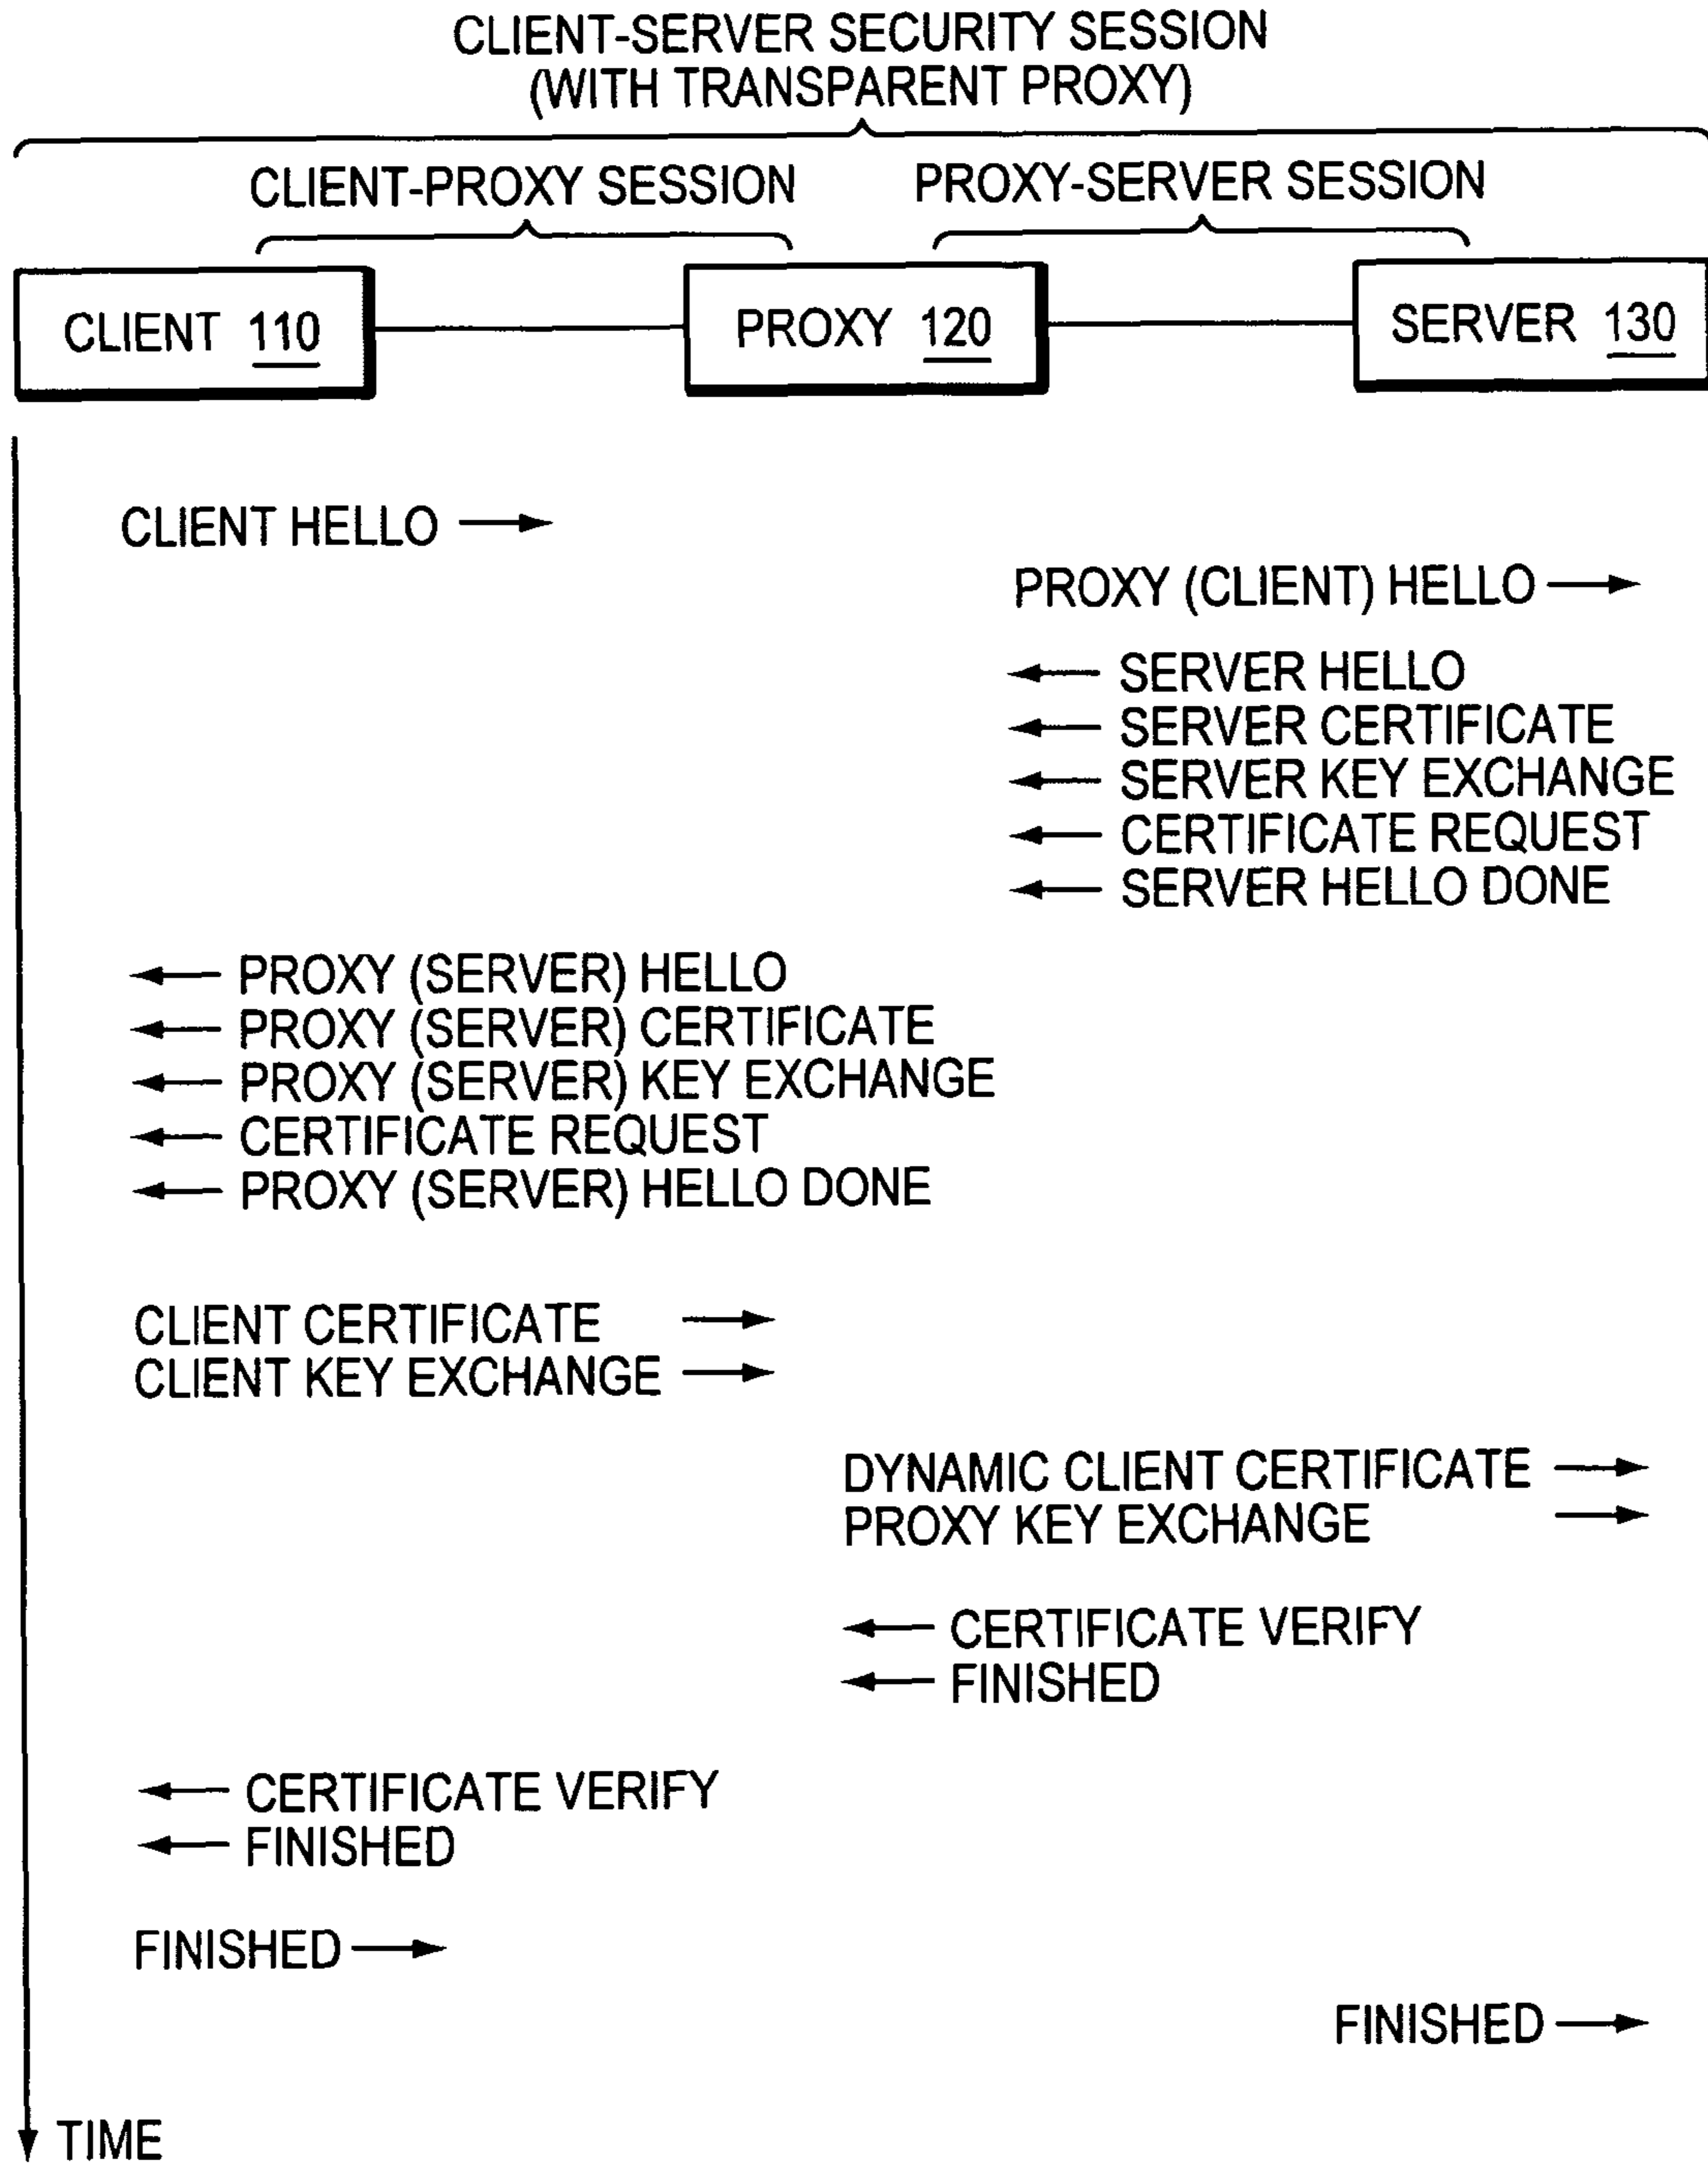 CLIENT-SERVER SECURITY SESSION
(WITH TRANSPARENT PROXY)
CLIENT-PROXY SESSION
PROXY-SERVER SESSION
CLIENT 110
PROXY 120
SERVER 130
CLIENT HELLO
PROXY (CLIENT) HELLO
SERVER HELLO
SERVER CERTIFICATE
SERVER KEY EXCHANGE
CERTIFICATE REQUEST
SERVER HELLO DONE
PROXY (SERVER) HELLO
PROXY (SERVER) CERTIFICATE
PROXY (SERVER) KEY EXCHANGE
CERTIFICATE REQUEST
PROXY (SERVER) HELLO DONE
CLIENT CERTIFICATE
CLIENT KEY EXCHANGE
DYNAMIC CLIENT CERTIFICATE
PROXY KEY EXCHANGE
CERTIFICATE VERIFY
FINISHED
CERTIFICATE VERIFY
FINISHED
FINISHED
FINISHED
TIME